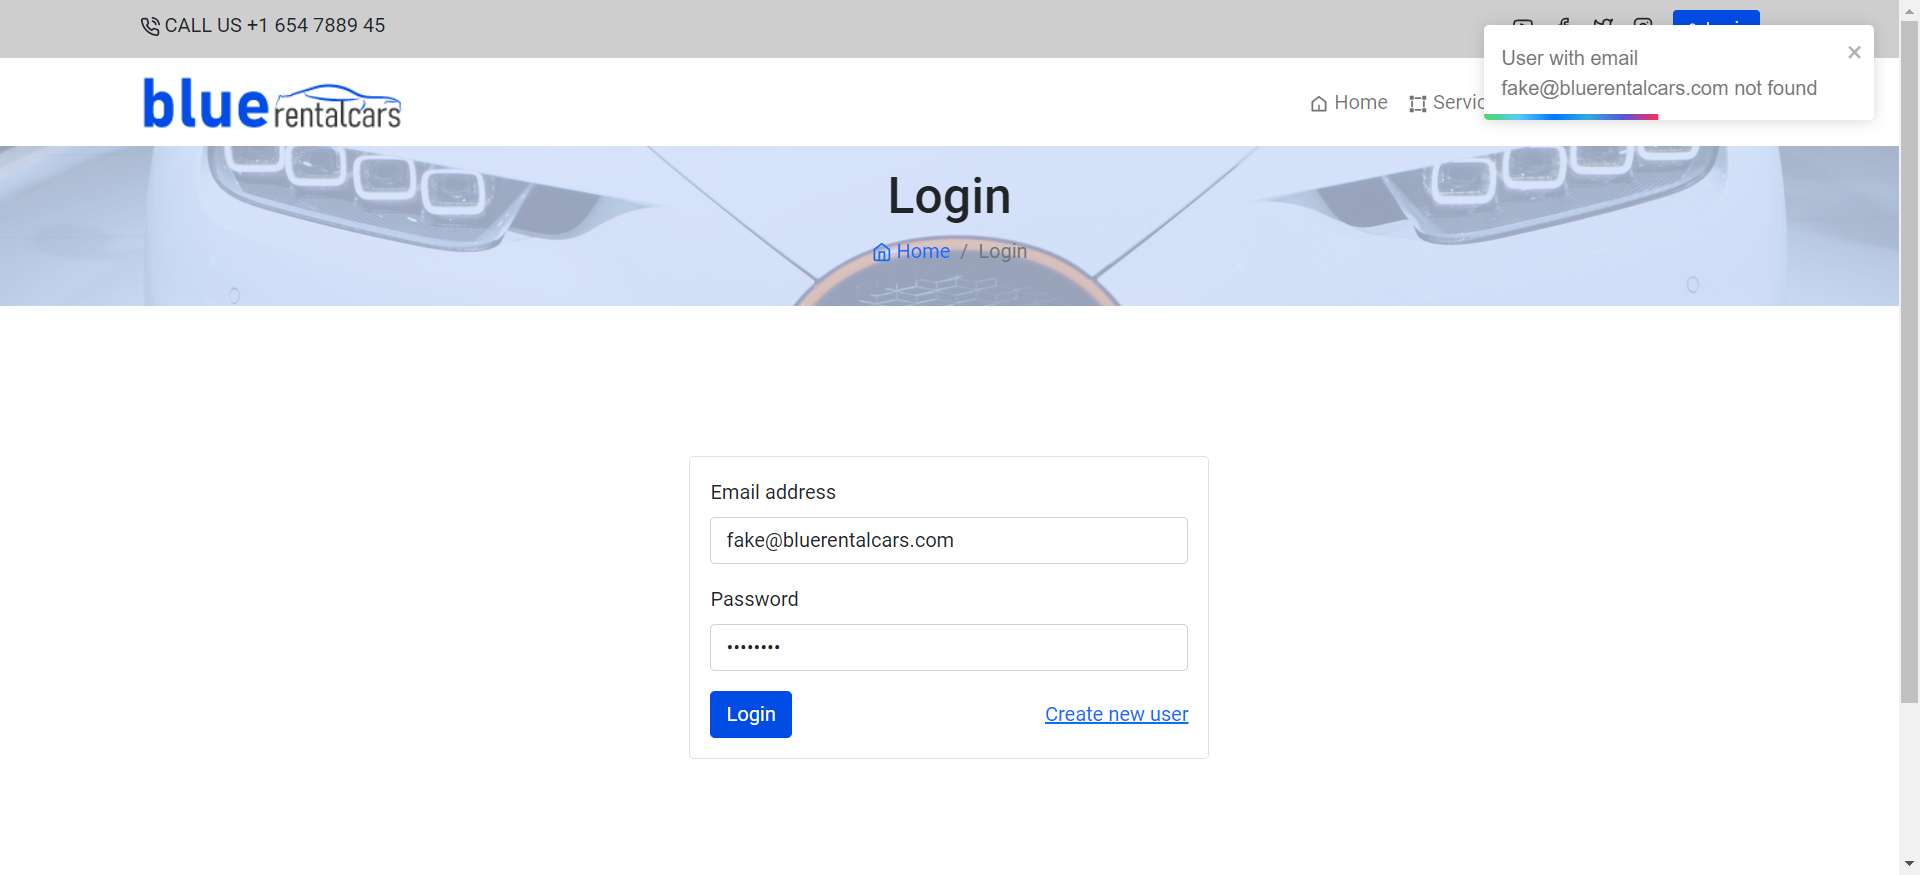 CALL US +1 654 7889 45
User with email
fake@bluerentalcars.com not found
×
blue rentalcars
Home
Login
Home / Login
Email address
fake@bluerentalcars.com
Password
••••••••
Login
Create new user